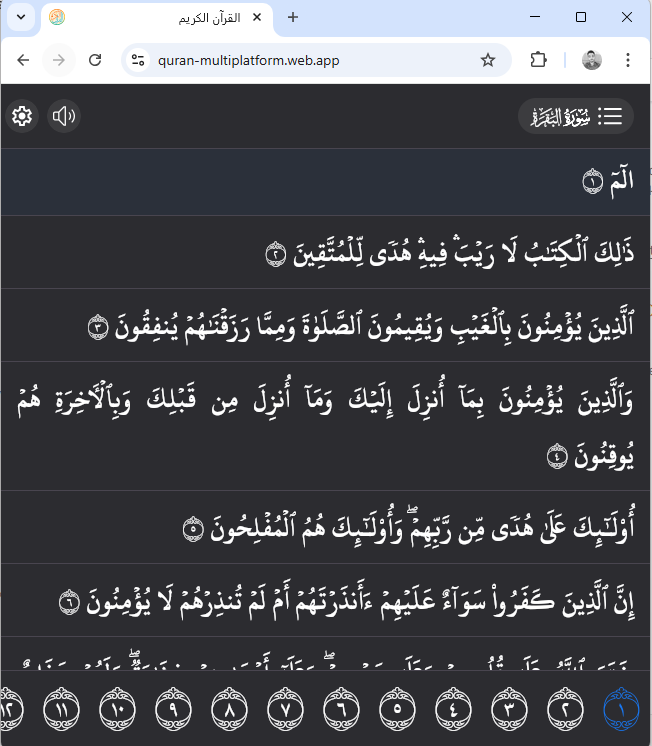 القرآن الكريم
quran-multiplatform.web.app
سُورَةُ البَقَرَةِ
الٓمٓ ١
ذَٰلِكَ ٱلۡكِتَٰبُ لَا رَيۡبَۛ فِيهِۛ هُدٗى لِّلۡمُتَّقِينَ ٢
ٱلَّذِينَ يُؤۡمِنُونَ بِٱلۡغَيۡبِ وَيُقِيمُونَ ٱلصَّلَوٰةَ وَمِمَّا رَزَقۡنَٰهُمۡ يُنفِقُونَ ٣
وَٱلَّذِينَ يُؤۡمِنُونَ بِمَآ أُنزِلَ إِلَيۡكَ وَمَآ أُنزِلَ مِن قَبۡلِكَ وَبِٱلۡأٓخِرَةِ هُمۡ
يُوقِنُونَ ٤
أُوْلَٰٓئِكَ عَلَىٰ هُدٗى مِّن رَّبِّهِمۡۖ وَأُوْلَٰٓئِكَ هُمُ ٱلۡمُفۡلِحُونَ ٥
إِنَّ ٱلَّذِينَ كَفَرُواْ سَوَآءٌ عَلَيۡهِمۡ ءَأَنذَرۡتَهُمۡ أَمۡ لَمۡ تُنذِرۡهُمۡ لَا يُؤۡمِنُونَ ٦
١ ٢ ٣ ٤ ٥ ٦ ٧ ٨ ٩ ١٠ ١١ ١٢